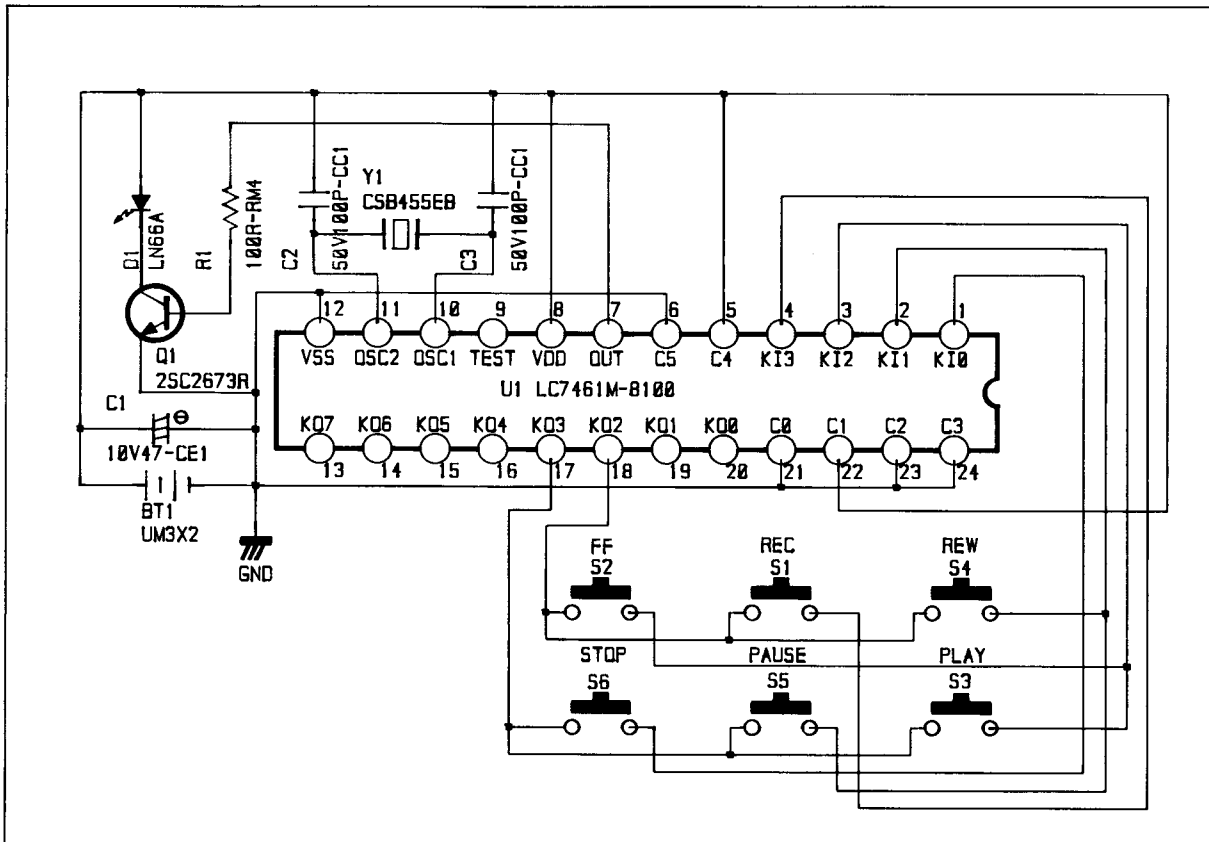 Y1
CSB455EB
50V100P-CC1
50V100P-CC1
C2
C3
D1
LN66A
R1
100R-RM4
Q1
2SC2673R
C1
⊖
10V47-CE1
BT1
UM3X2
GND
12 11 10 9 8 7 6 5 4 3 2 1
VSS OSC2 OSC1 TEST VDD OUT C5 C4 KI3 KI2 KI1 KI0
U1 LC7461M-8100
KO7 KO6 KO5 KO4 KO3 KO2 KO1 KO0 C0 C1 C2 C3
13 14 15 16 17 18 19 20 21 22 23 24
FF REC REW
S2 S1 S4
STOP PAUSE PLAY
S6 S5 S3